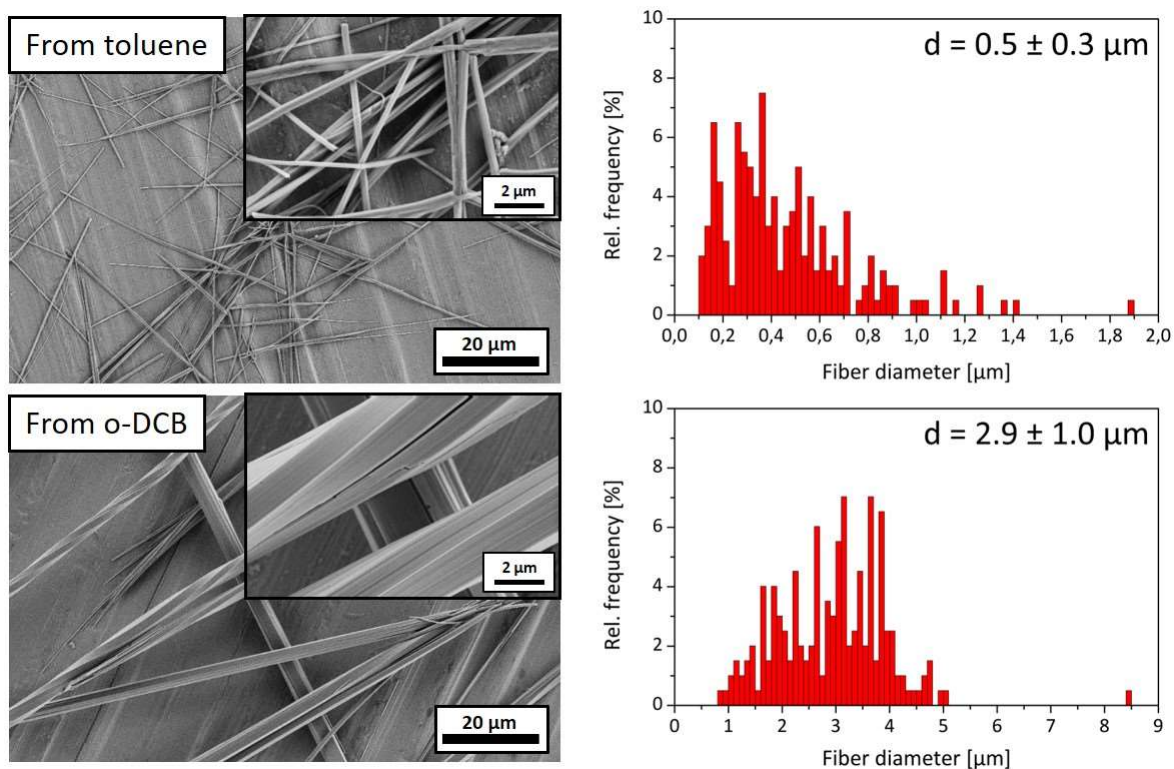 From toluene
2 µm
20 µm
d = 0.5 ± 0.3 µm
Rel. frequency [%]
10
8
6
4
2
0
0,0 0,2 0,4 0,6 0,8 1,0 1,2 1,4 1,6 1,8 2,0
Fiber diameter [µm]
From o-DCB
2 µm
20 µm
d = 2.9 ± 1.0 µm
Rel. frequency [%]
10
8
6
4
2
0
0 1 2 3 4 5 6 7 8 9
Fiber diameter [µm]